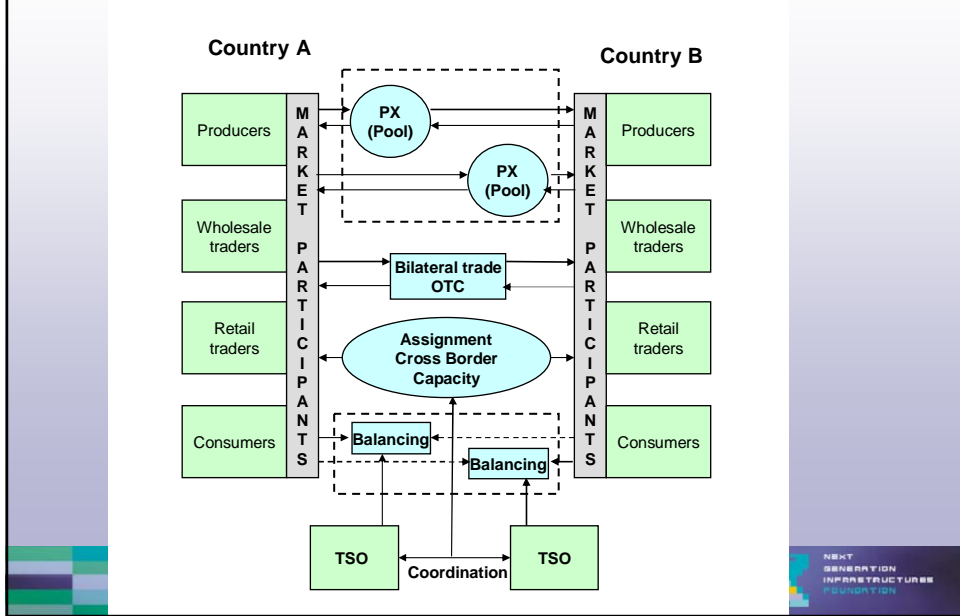 Country A
Country B
PX
(Pool)
PX
(Pool)
Producers
Wholesale
traders
Retail
traders
Consumers
M
A
R
K
E
T
P
A
R
T
I
C
I
P
A
N
T
S
Bilateral trade
OTC
Assignment
Cross Border
Capacity
Balancing
Balancing
M
A
R
K
E
T
P
A
R
T
I
C
I
P
A
N
T
S
Producers
Wholesale
traders
Retail
traders
Consumers
TSO
Coordination
TSO
NEXT
GENERATION
INFRASTRUCTURES
FOUNDATION